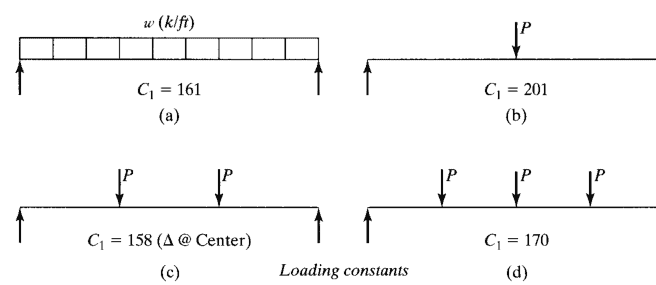 w (k/ft)
C₁ = 161
(a)
P
C₁ = 201
(b)
P P
C₁ = 158 (Δ @ Center)
(c)
P P P
C₁ = 170
(d)
Loading constants